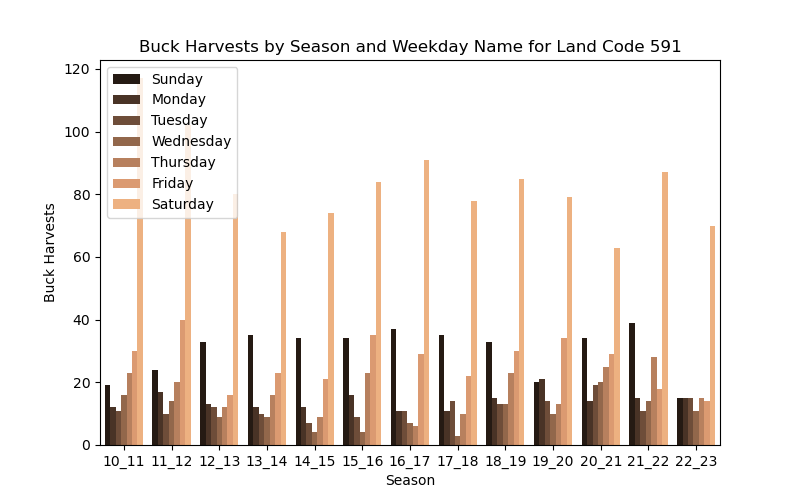 Buck Harvests by Season and Weekday Name for Land Code 591
120
100
80
60
40
20
0
Buck Harvests
Sunday
Monday
Tuesday
Wednesday
Thursday
Friday
Saturday
10_11 11_12 12_13 13_14 14_15 15_16 16_17 17_18 18_19 19_20 20_21 21_22 22_23
Season